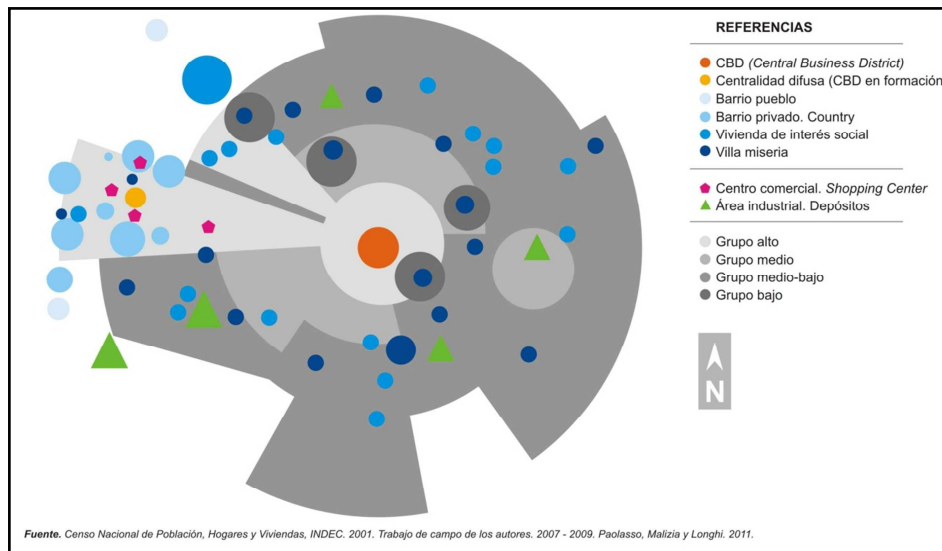 REFERENCIAS
CBD (Central Business District)
Centralidad difusa (CBD en formación
Barrio pueblo
Barrio privado. Country
Vivienda de interés social
Villa miseria
Centro comercial. Shopping Center
Área industrial. Depósitos
Grupo alto
Grupo medio
Grupo medio-bajo
Grupo bajo
N
Fuente. Censo Nacional de Población, Hogares y Viviendas, INDEC. 2001. Trabajo de campo de los autores. 2007 - 2009. Paolasso, Malizia y Longhi. 2011.